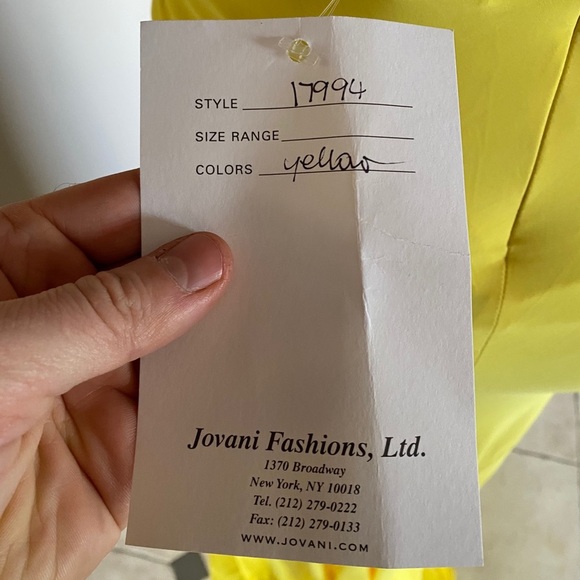 STYLE 17994
SIZE RANGE
COLORS yellow
Jovani Fashions, Ltd.
1370 Broadway
New York, NY 10018
Tel. (212) 279-0222
Fax: (212) 279-0133
WWW.JOVANI.COM